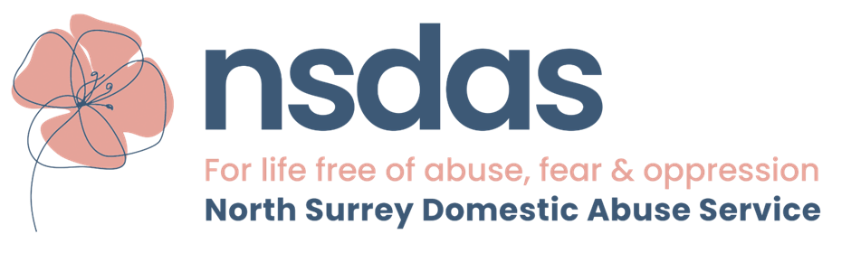 nsdas
For life free of abuse, fear & oppression
North Surrey Domestic Abuse Service